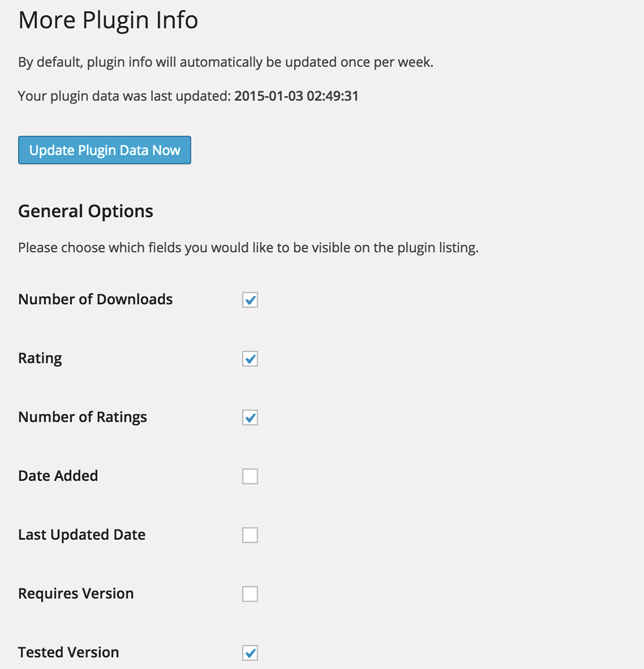 More Plugin Info
By default, plugin info will automatically be updated once per week.
Your plugin data was last updated: 2015-01-03 02:49:31
Update Plugin Data Now
General Options
Please choose which fields you would like to be visible on the plugin listing.
Number of Downloads
Rating
Number of Ratings
Date Added
Last Updated Date
Requires Version
Tested Version